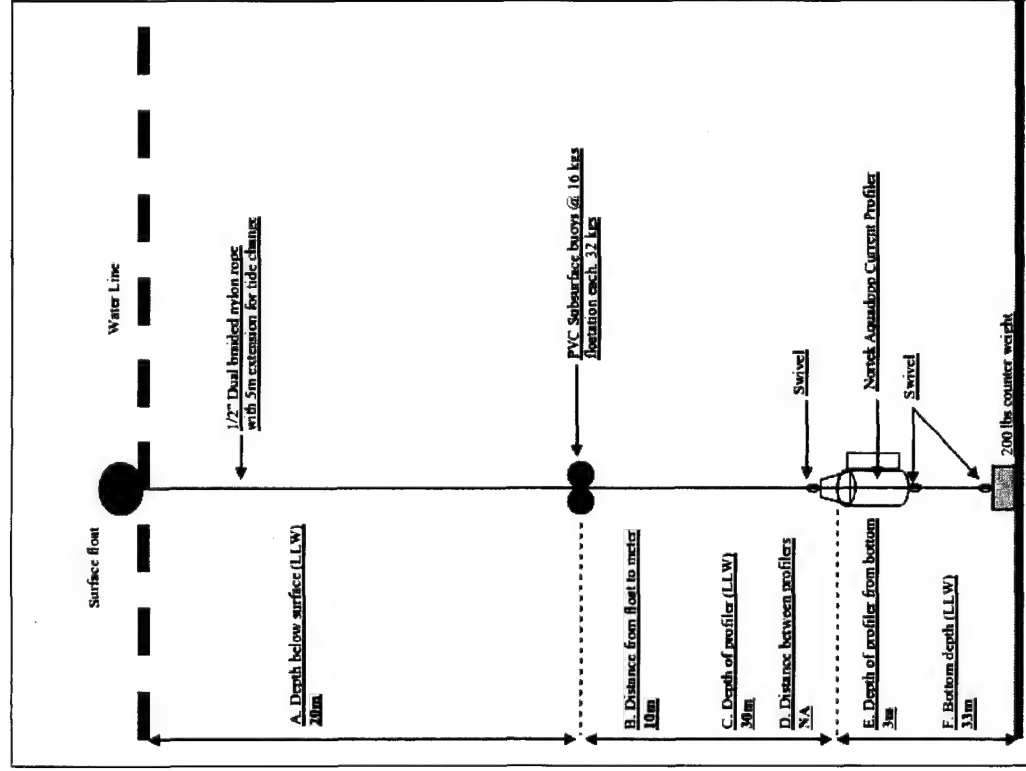 Surface float
Water Line
1/2" Dual braided nylon rope
with 5m extension for tide change
A. Depth below surface (LLW)
20m
PVC Subsurface buoys @ 16 kgs
floatation each. 32 kgs
B. Distance from float to meter
10m
C. Depth of profiler (LLW)
30m
D. Distance between profilers
NA
Swivel
Nortek Aquadopp Current Profiler
E. Depth of profiler from bottom
3m
Swivel
F. Bottom depth (LLW)
33m
200 lbs counter weight